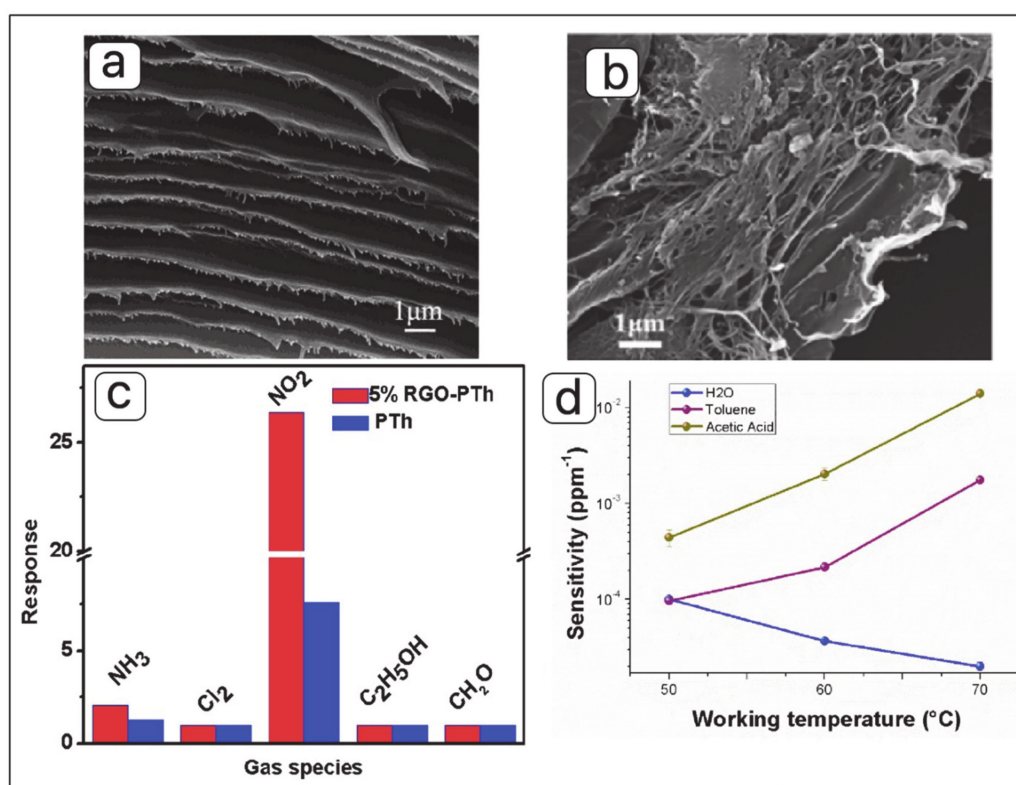 a
1μm
b
1μm
c
5% RGO-PTh
PTh
25
20
5
0
Response
NH₃
Cl₂
NO₂
C₂H₅OH
CH₂O
Gas species
d
H2O
Toluene
Acetic Acid
10⁻²
10⁻³
10⁻⁴
Sensitivity (ppm⁻¹)
50
60
70
Working temperature (°C)